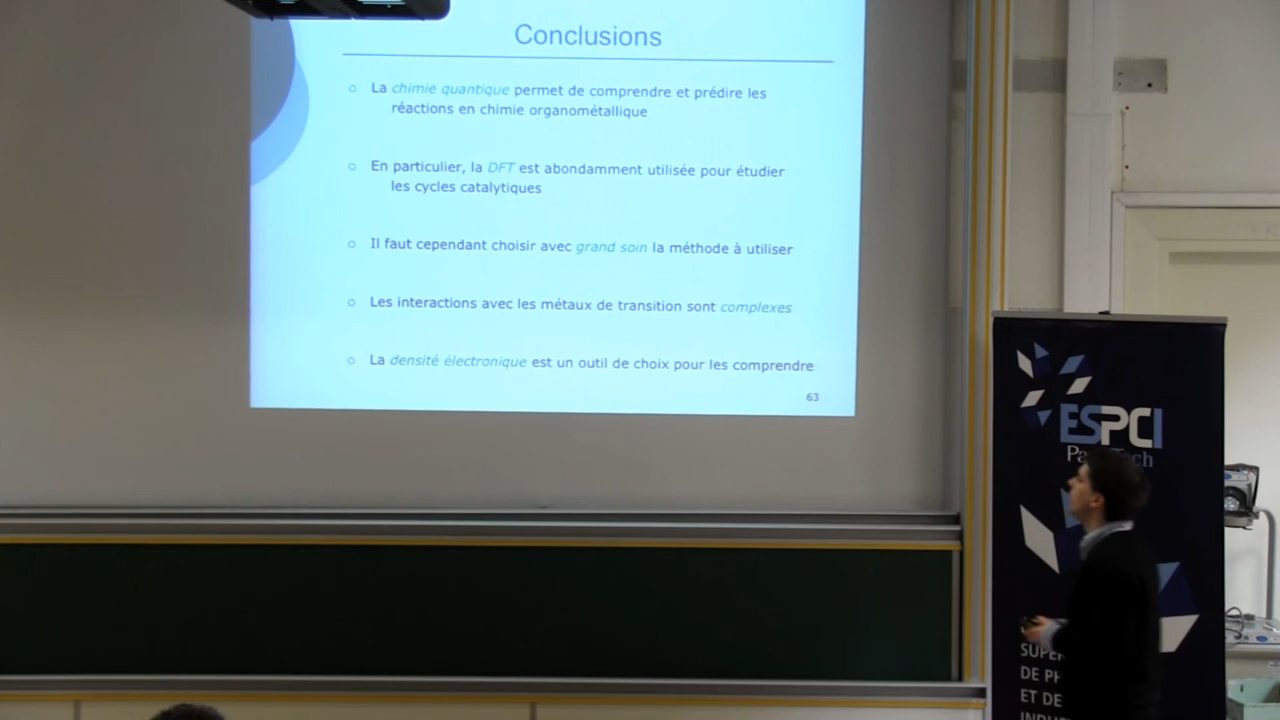 Conclusions
La chimie quantique permet de comprendre et prédire les
réactions en chimie organométallique
En particulier, la DFT est abondamment utilisée pour étudier
les cycles catalytiques
Il faut cependant choisir avec grand soin la méthode à utiliser
Les interactions avec les métaux de transition sont complexes
La densité électronique est un outil de choix pour les comprendre
63
ESPCI
DE
ET DE